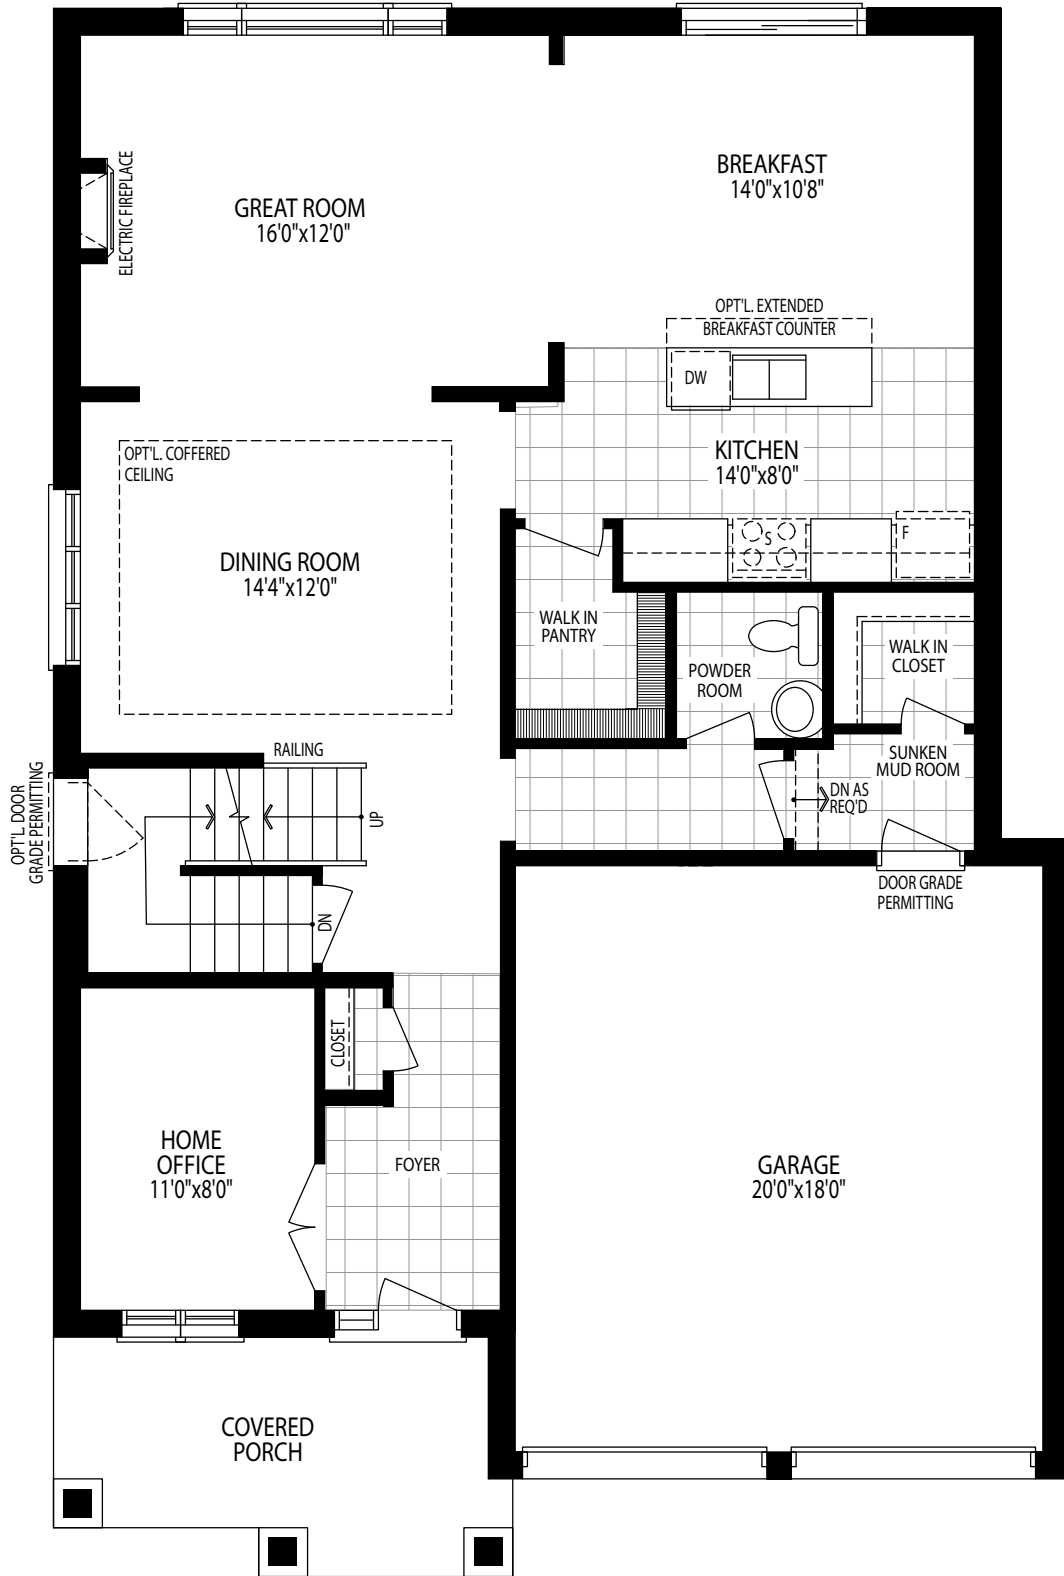 ELECTRIC FIREPLACE
GREAT ROOM
16'0"x12'0"
BREAKFAST
14'0"x10'8"
OPT'L. EXTENDED
BREAKFAST COUNTER
DW
KITCHEN
14'0"x8'0"
S
F
OPT'L. COFFERED
CEILING
DINING ROOM
14'4"x12'0"
WALK IN
PANTRY
POWDER
ROOM
WALK IN
CLOSET
RAILING
SUNKEN
MUD ROOM
DN AS
REQ'D
OPT'L. DOOR
GRADE PERMITTING
UP
DN
DOOR GRADE
PERMITTING
CLOSET
HOME
OFFICE
11'0"x8'0"
FOYER
GARAGE
20'0"x18'0"
COVERED
PORCH